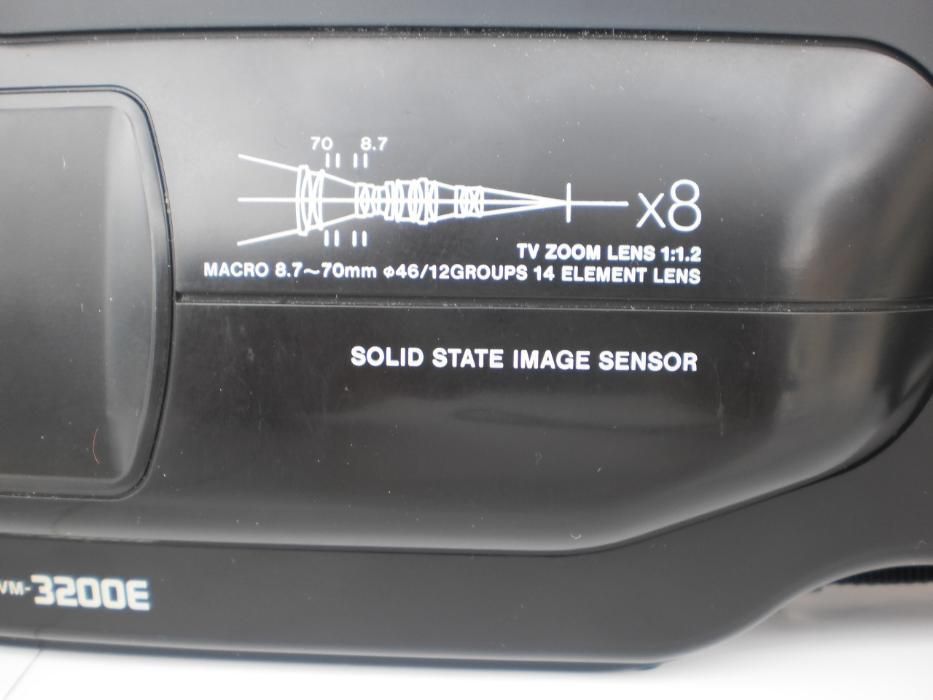 70 8.7
x8
TV ZOOM LENS 1:1.2
MACRO 8.7~70mm ⌀46/12GROUPS 14 ELEMENT LENS
SOLID STATE IMAGE SENSOR
VM-3200E